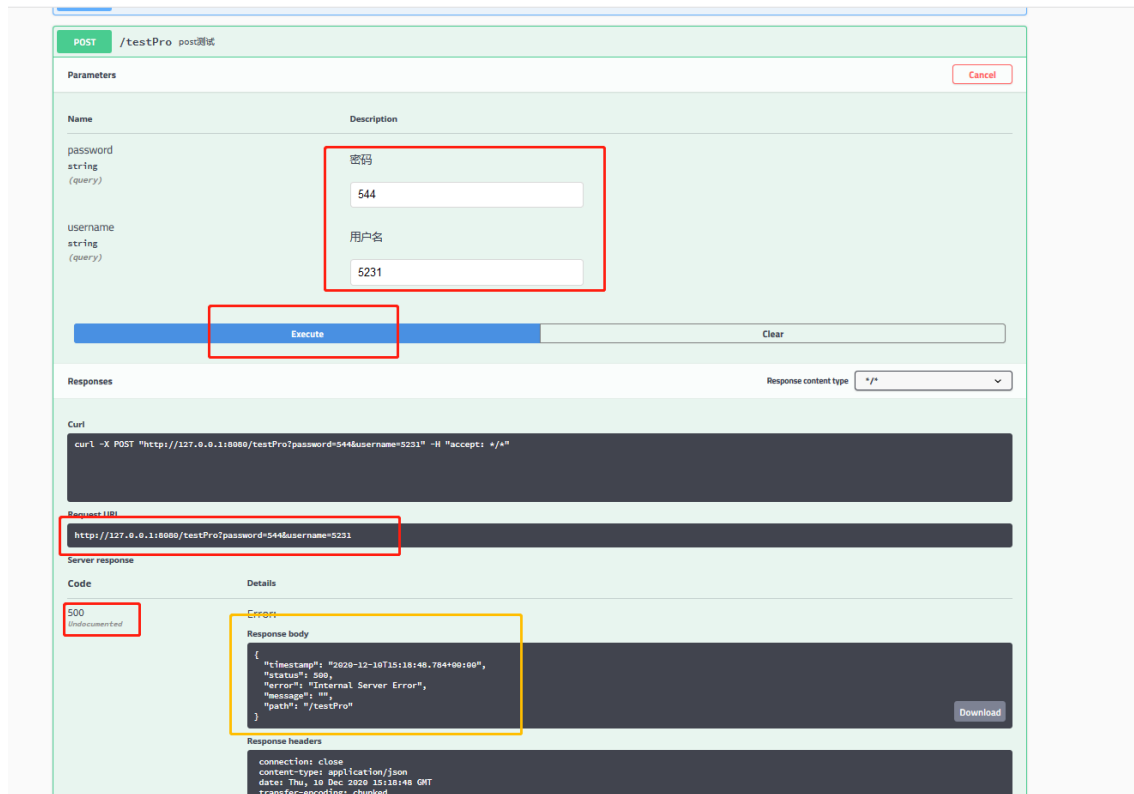 POST /testPro post测试
Parameters Cancel
Name Description
password 密码
string
(query) 544
username 用户名
string
(query) 5231
Execute Clear
Responses Response content type */*
Curl
curl -X POST "http://127.0.0.1:8080/testPro?password=544&username=5231" -H "accept: */*"
Request URL
http://127.0.0.1:8080/testPro?password=544&username=5231
Server response
Code Details
500 Error:
Undocumented
Response body
{
"timestamp": "2020-12-10T15:18:48.784+00:00",
"status": 500,
"error": "Internal Server Error",
"message": "",
"path": "/testPro"
}
Download
Response headers
connection: close
content-type: application/json
date: Thu, 10 Dec 2020 15:18:48 GMT
transfer-encoding: chunked